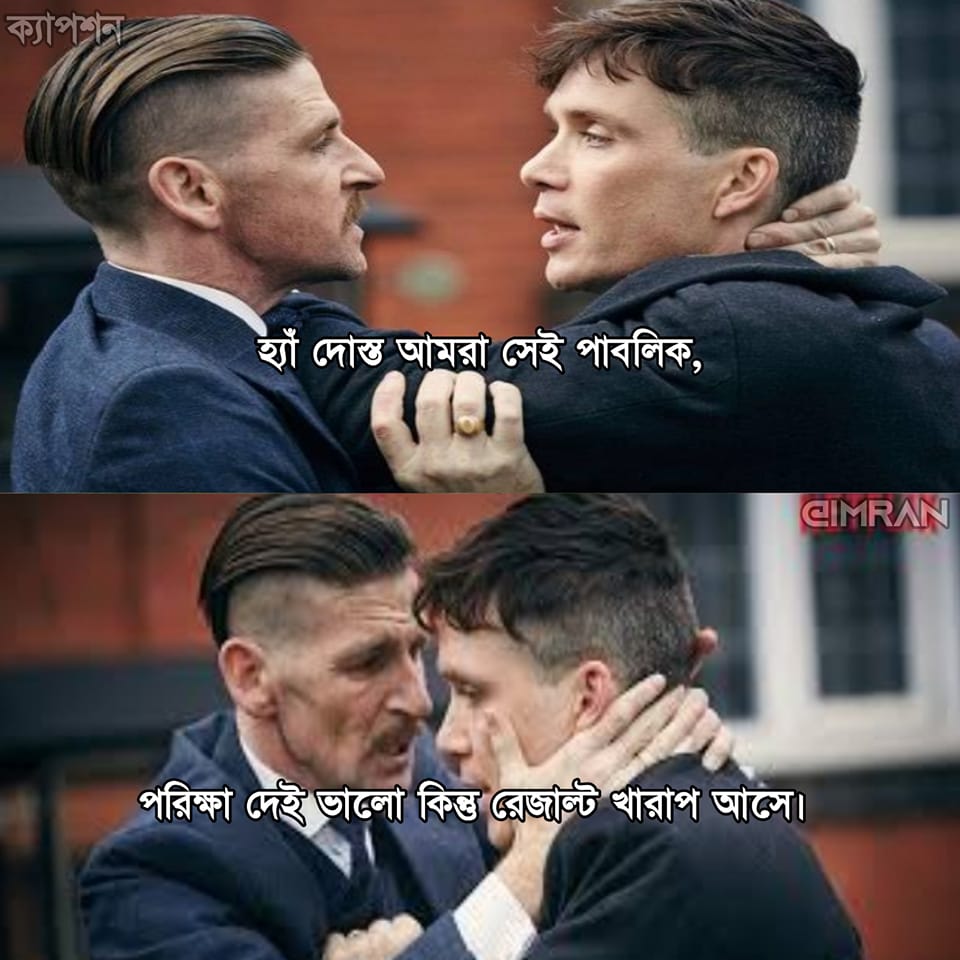 ক্যাপশন
হ্যাঁ দোস্ত আমরা সেই পাবলিক,
@IMRAN
পরিক্ষা দেই ভালো কিন্তু রেজাল্ট খারাপ আসে।